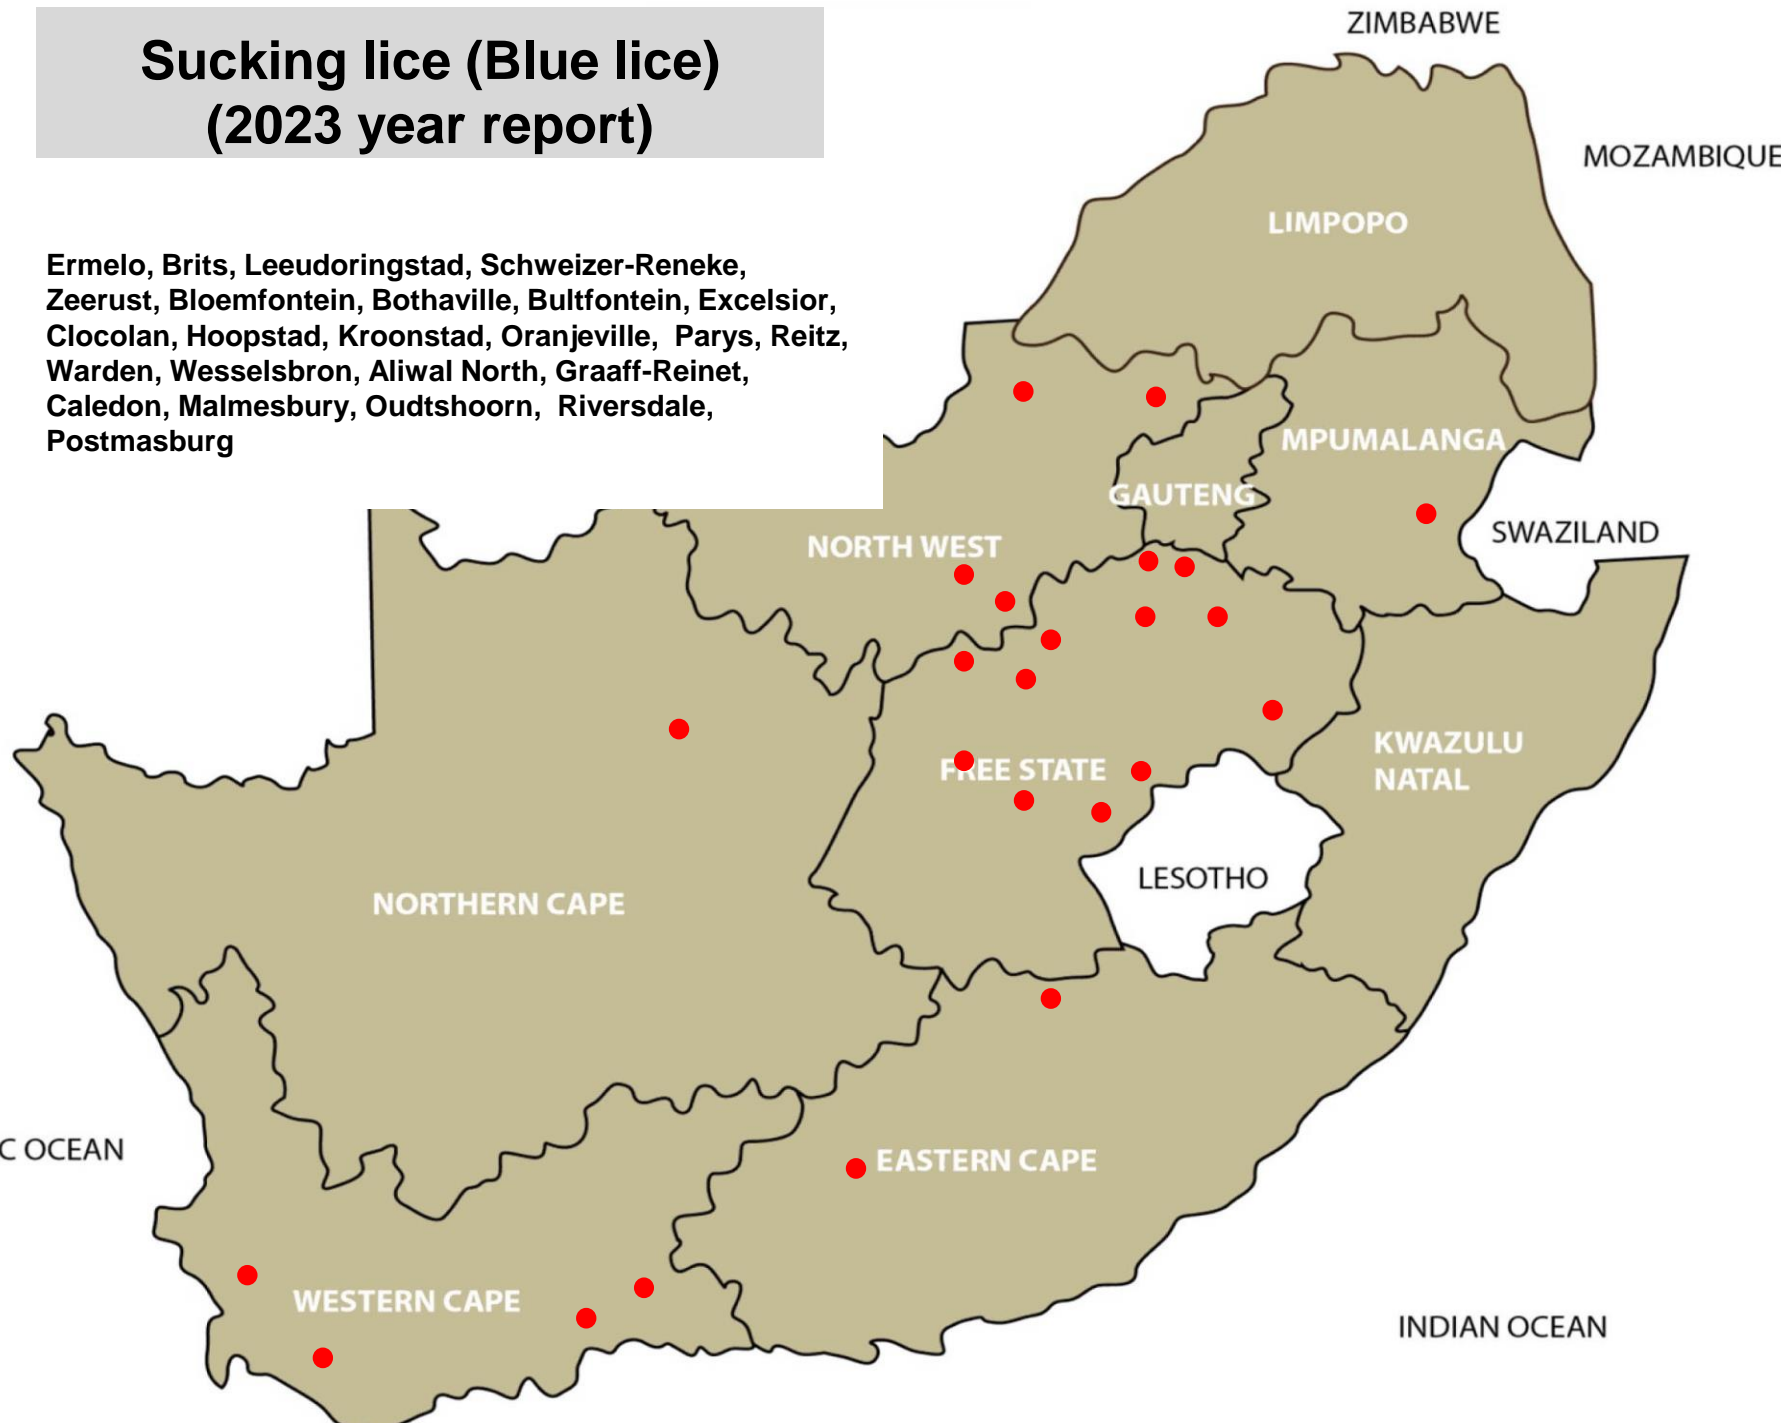 Sucking lice (Blue lice)
(2023 year report)
Ermelo, Brits, Leeudoringstad, Schweizer-Reneke,
Zeerust, Bloemfontein, Bothaville, Bultfontein, Excelsior,
Clocolan, Hoopstad, Kroonstad, Oranjeville, Parys, Reitz,
Warden, Wesselsbron, Aliwal North, Graaff-Reinet,
Caledon, Malmesbury, Oudtshoorn, Riversdale,
Postmasburg
ZIMBABWE
MOZAMBIQUE
LIMPOPO
MPUMALANGA
GAUTENG
SWAZILAND
NORTH WEST
KWAZULU
NATAL
FREE STATE
LESOTHO
NORTHERN CAPE
C OCEAN
EASTERN CAPE
WESTERN CAPE
INDIAN OCEAN